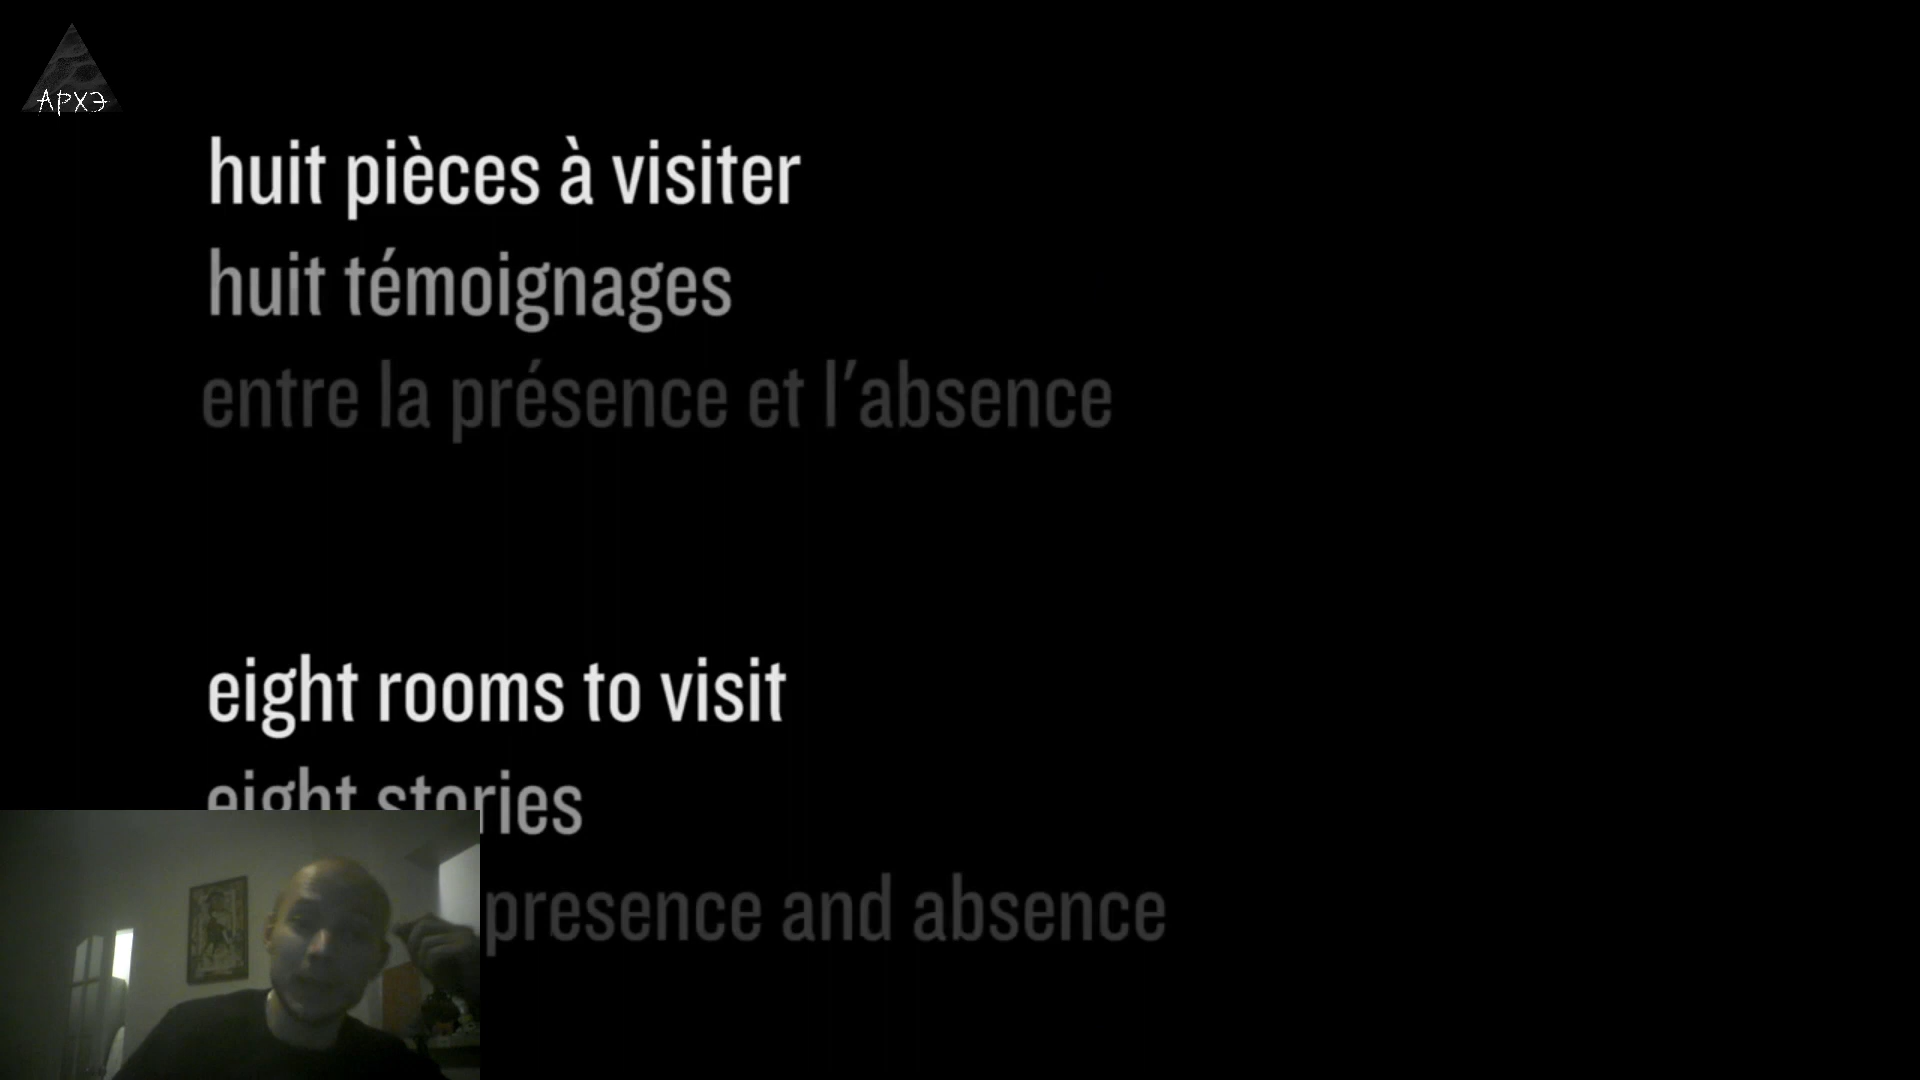 АРХЭ
huit pièces à visiter
huit témoignages
entre la présence et l’absence
eight rooms to visit
eight stories
presence and absence